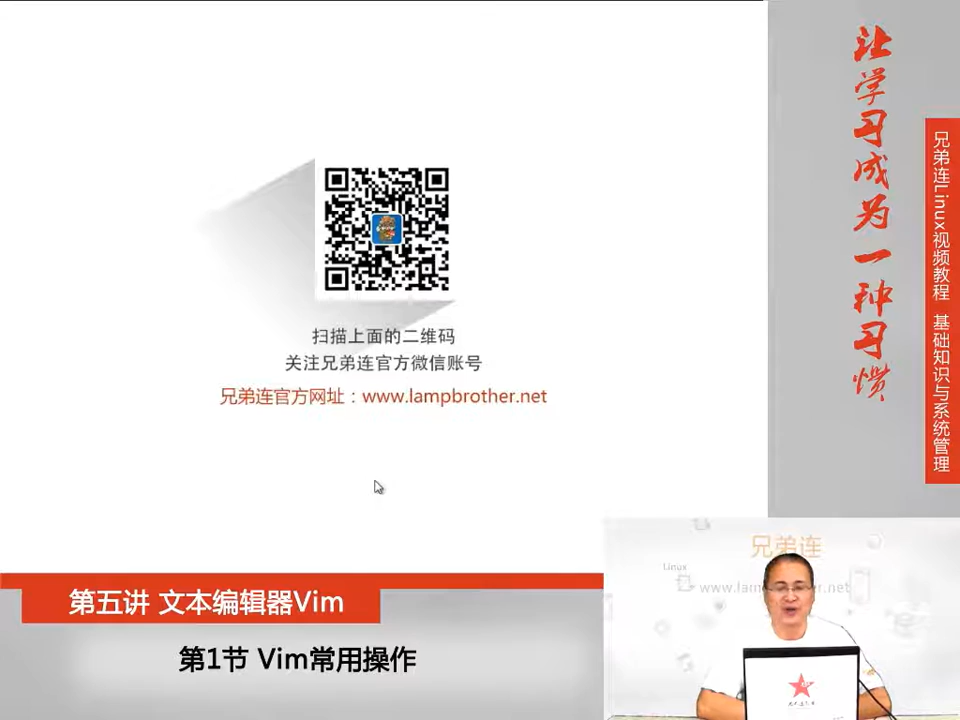 扫描上面的二维码
关注兄弟连官方微信账号
兄弟连官方网址：www.lampbrother.net
让学习成为一种习惯
兄弟连Linux视频教程 基础知识与系统管理
第五讲 文本编辑器Vim
第1节 Vim常用操作
兄弟连
Linux